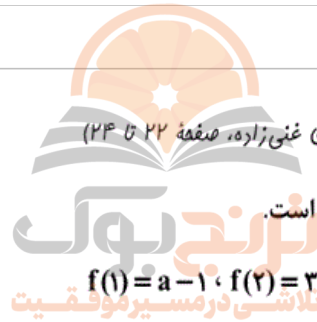 غنی‌زاده، صفحهٔ ۲۲ تا ۲۴)
است.
f(۱) = a − ۱ ، f(۲) = ۳
ترنج بوک
تلاشی در مسیر موفقیت